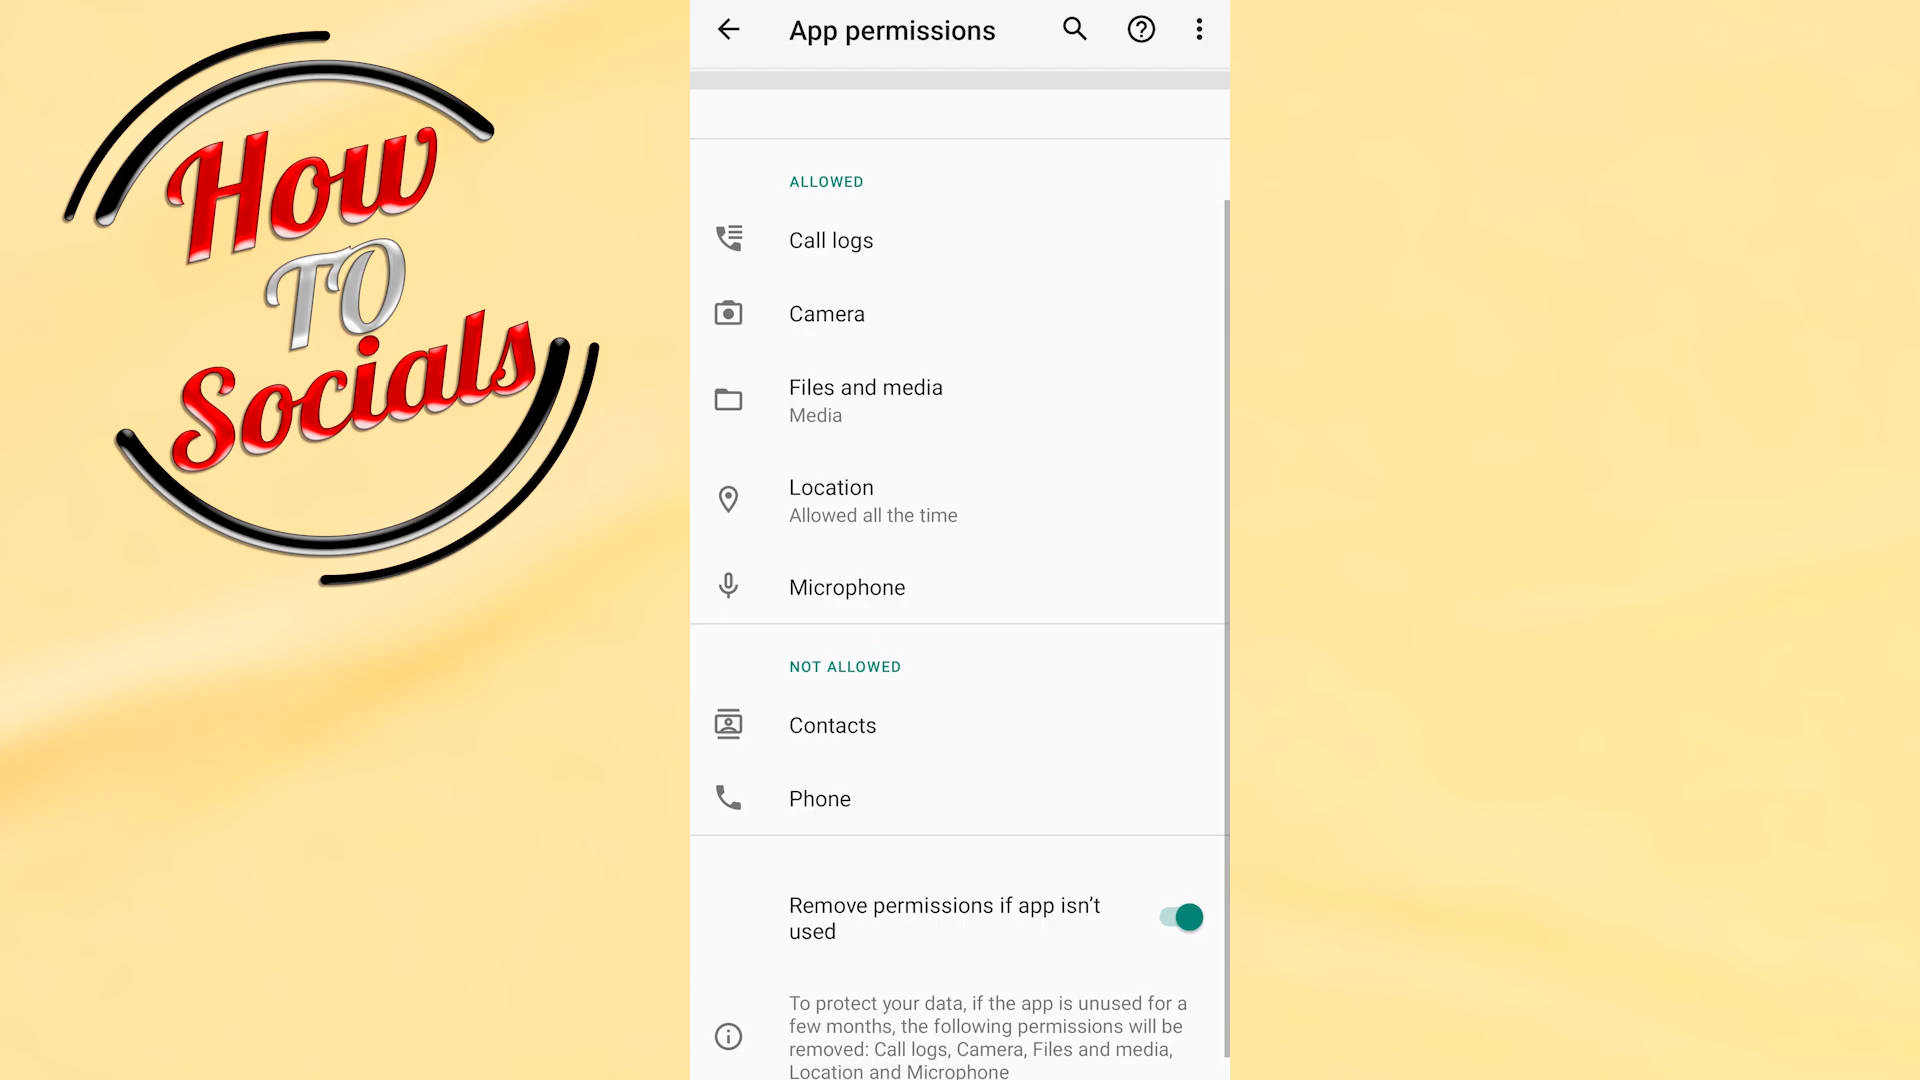 How
TO
Socials
App permissions
ALLOWED
Call logs
Camera
Files and media
Media
Location
Allowed all the time
Microphone
NOT ALLOWED
Contacts
Phone
Remove permissions if app isn’t
used
To protect your data, if the app is unused for a
few months, the following permissions will be
removed: Call logs, Camera, Files and media,
Location and Microphone